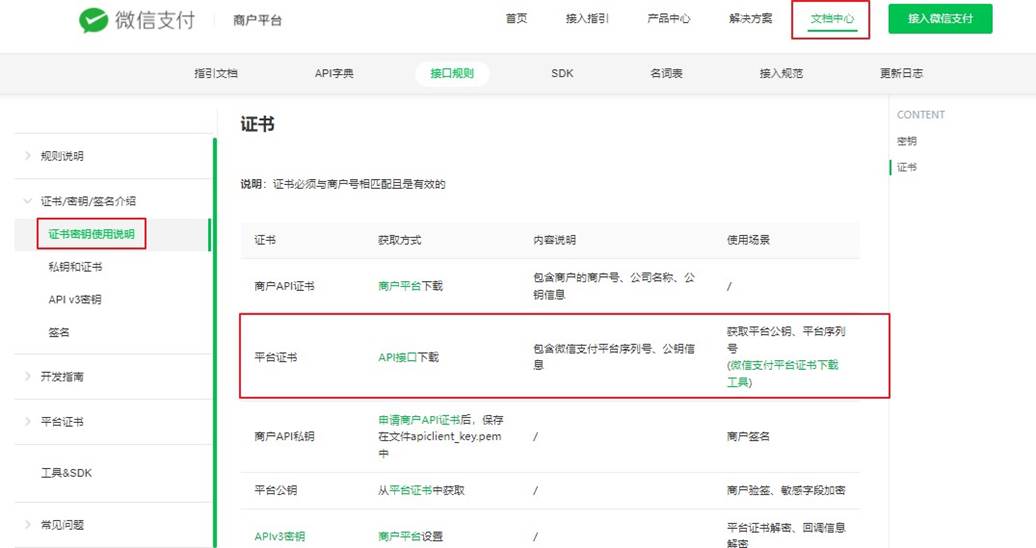 微信支付 商户平台 首页 接入指引 产品中心 解决方案 文档中心 接入微信支付
指引文档 API字典 接口规则 SDK 名词表 接入规范 更新日志
规则说明
证书/密钥/签名介绍
证书密钥使用说明
私钥和证书
API v3密钥
签名
开发指南
平台证书
工具&SDK
常见问题
证书
说明：证书必须与商户号相匹配且是有效的
证书 获取方式 内容说明 使用场景
商户API证书 商户平台下载 包含商户的商户号、公司名称、公
钥信息 /
平台证书 API接口下载 包含微信支付平台序列号、公钥信
息 获取平台公钥、平台序列
号
(微信支付平台证书下载
工具)
商户API私钥 申请商户API证书后，保存
在文件apiclient_key.pem
中 / 商户签名
平台公钥 从平台证书中获取 / 商户验签、敏感字段加密
APIv3密钥 商户平台设置 / 平台证书解密、回调信息
解密
CONTENT
密钥
证书